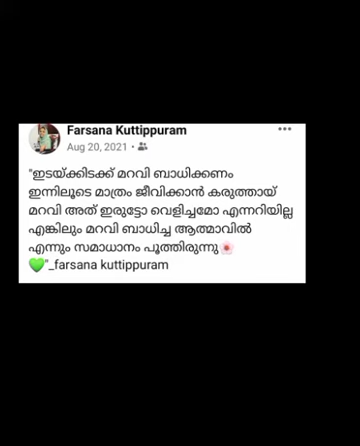 Farsana Kuttippuram
Aug 20, 2021 •
"ഇടയ്ക്കിടക്ക് മറവി ബാധിക്കണം
ഇന്നിലൂടെ മാത്രം ജീവിക്കാൻ കരുത്തായ്
മറവി അത് ഇരുട്ടോ വെളിച്ചമോ എന്നറിയില്ല
എങ്കിലും മറവി ബാധിച്ച ആത്മാവിൽ
എന്നും സമാധാനം പൂത്തിരുന്നു🌸
💚"_farsana kuttippuram